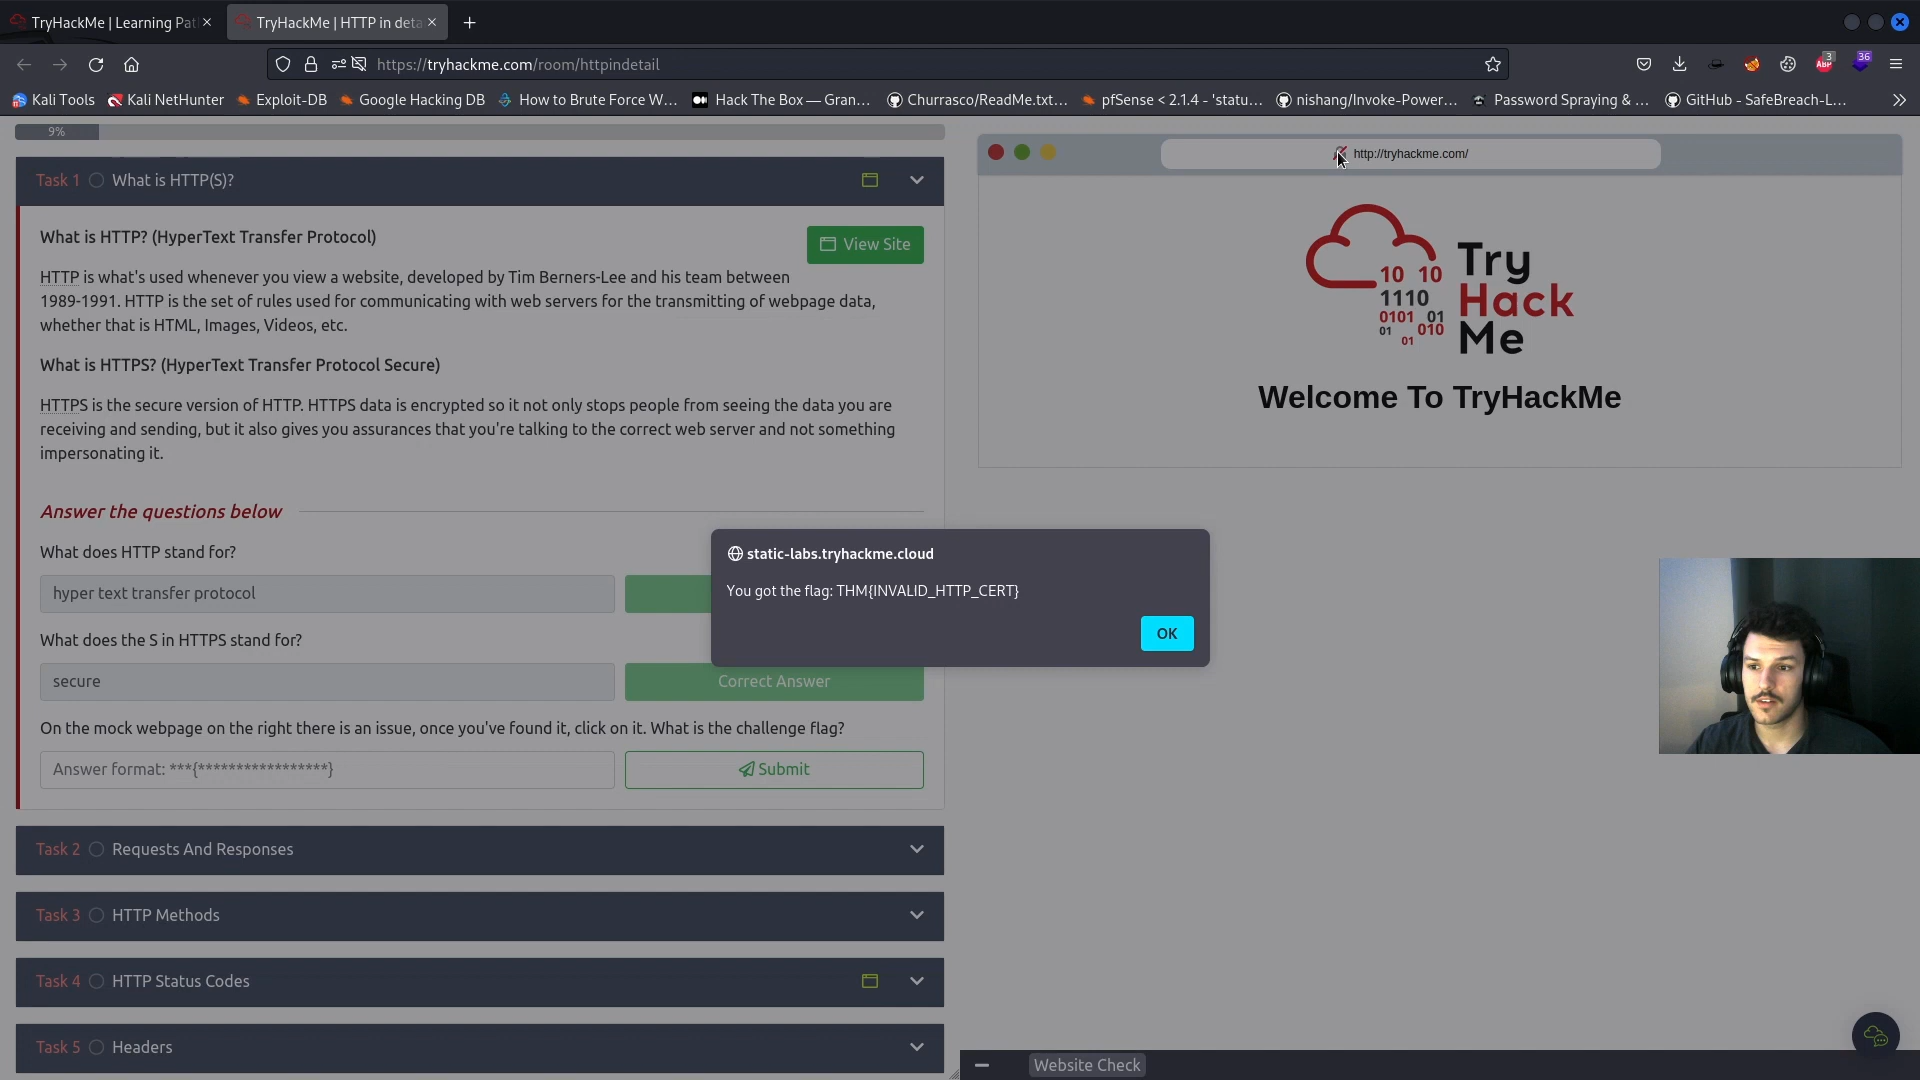 TryHackMe | Learning Pat
TryHackMe | HTTP in deta
https://tryhackme.com/room/httpindetail
3
ABP
36
Kali Tools
Kali NetHunter
Exploit-DB
Google Hacking DB
How to Brute Force W...
Hack The Box — Gran...
Churrasco/ReadMe.txt...
pfSense < 2.1.4 - 'statu...
nishang/Invoke-Power...
Password Spraying & ...
GitHub - SafeBreach-L...
9%
Task 1 What is HTTP(S)?
What is HTTP? (HyperText Transfer Protocol)
View Site
HTTP is what's used whenever you view a website, developed by Tim Berners-Lee and his team between
1989-1991. HTTP is the set of rules used for communicating with web servers for the transmitting of webpage data,
whether that is HTML, Images, Videos, etc.
What is HTTPS? (HyperText Transfer Protocol Secure)
HTTPS is the secure version of HTTP. HTTPS data is encrypted so it not only stops people from seeing the data you are
receiving and sending, but it also gives you assurances that you're talking to the correct web server and not something
impersonating it.
Answer the questions below
What does HTTP stand for?
hyper text transfer protocol
What does the S in HTTPS stand for?
secure
Correct Answer
On the mock webpage on the right there is an issue, once you've found it, click on it. What is the challenge flag?
Answer format: ***{*****************}
Submit
Task 2 Requests And Responses
Task 3 HTTP Methods
Task 4 HTTP Status Codes
Task 5 Headers
http://tryhackme.com/
10 10
1110
0101 01
01 010
01
Try
Hack
Me
Welcome To TryHackMe
static-labs.tryhackme.cloud
You got the flag: THM{INVALID_HTTP_CERT}
OK
Website Check